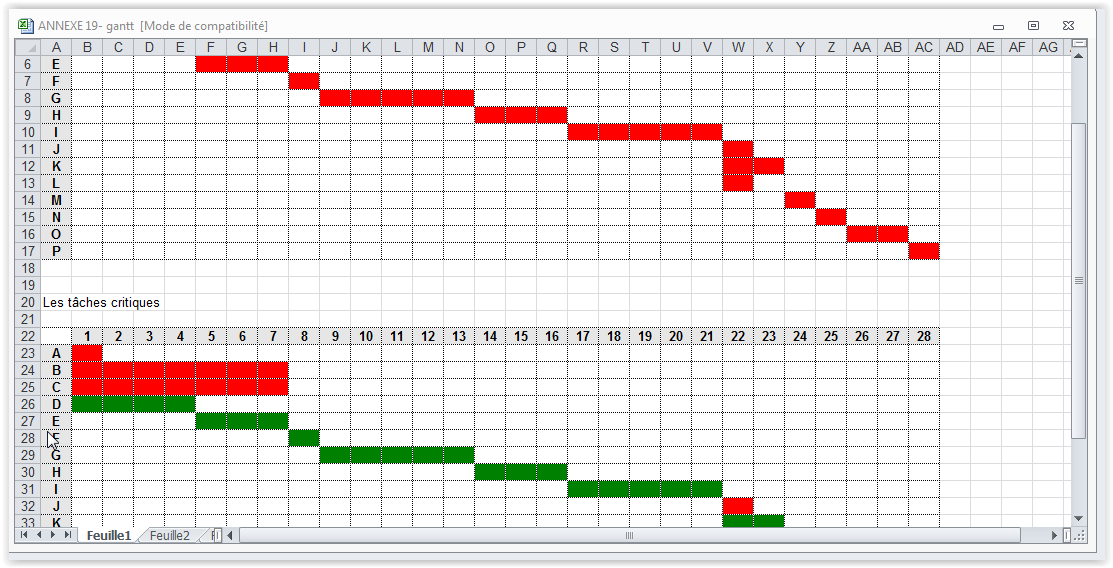 ANNEXE 19- gantt [Mode de compatibilité]
A B C D E F G H I J K L M N O P Q R S T U V W X Y Z AA AB AC AD AE AF AG
6 E
7 F
8 G
9 H
10 I
11 J
12 K
13 L
14 M
15 N
16 O
17 P
18
19
20 Les tâches critiques
21
22 1 2 3 4 5 6 7 8 9 10 11 12 13 14 15 16 17 18 19 20 21 22 23 24 25 26 27 28
23 A
24 B
25 C
26 D
27 E
28 F
29 G
30 H
31 I
32 J
33 K
Feuille1 Feuille2